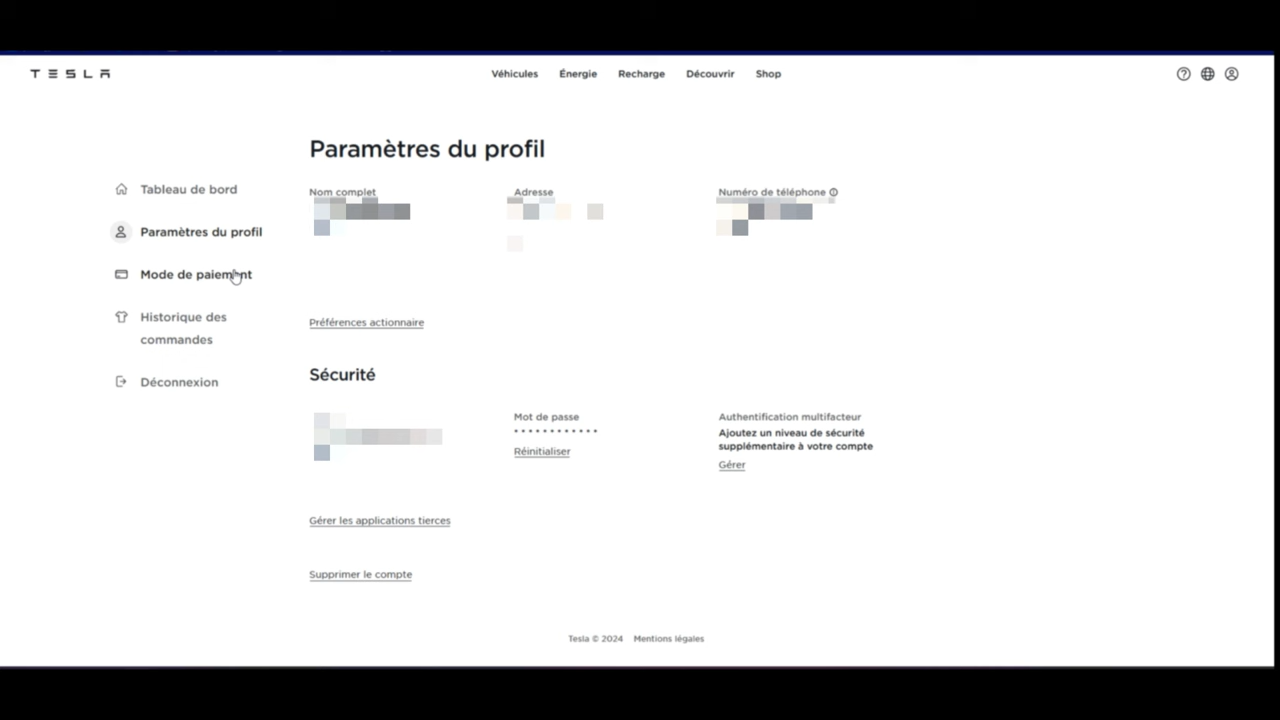 TESLA
Véhicules
Énergie
Recharge
Découvrir
Shop
Paramètres du profil
Tableau de bord
Paramètres du profil
Mode de paiement
Historique des
commandes
Déconnexion
Nom complet
Adresse
Numéro de téléphone
Préférences actionnaire
Sécurité
Mot de passe
• • • • • • • • • • • •
Réinitialiser
Authentification multifacteur
Ajoutez un niveau de sécurité
supplémentaire à votre compte
Gérer
Gérer les applications tierces
Supprimer le compte
Tesla © 2024 Mentions légales